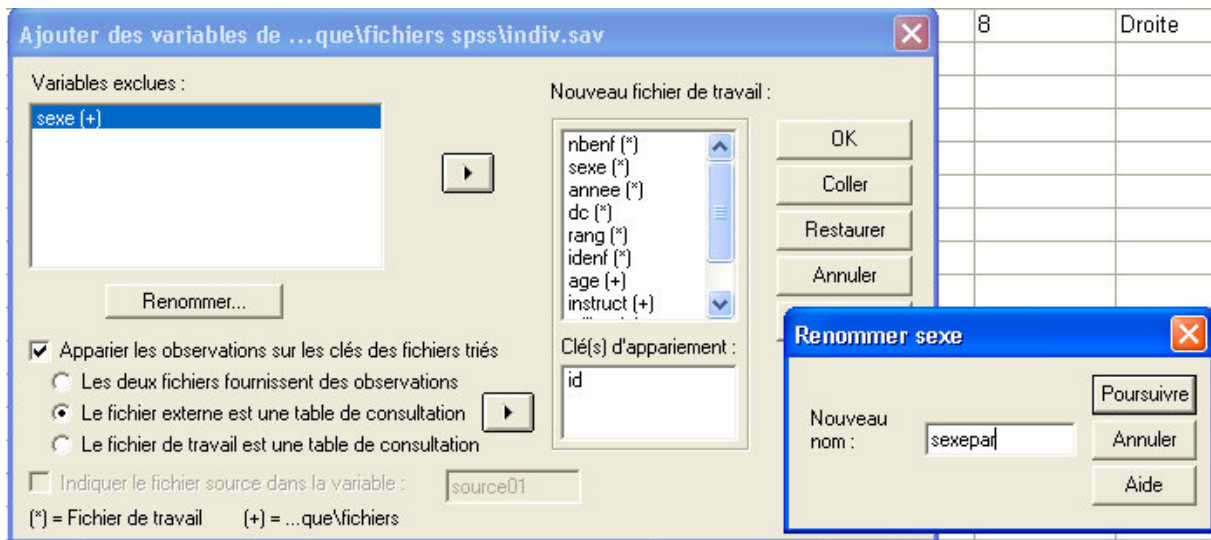 Ajouter des variables de ...que\fichiers spss\indiv.sav
8 Droite
Variables exclues :
sexe (+)
Renommer...
Nouveau fichier de travail :
nbenf (*)
sexe (*)
annee (*)
dc (*)
rang (*)
idenf (*)
age (+)
instruct (+)
OK
Coller
Restaurer
Annuler
Apparier les observations sur les clés des fichiers triés
Les deux fichiers fournissent des observations
Le fichier externe est une table de consultation
Le fichier de travail est une table de consultation
Clé(s) d'appariement :
id
Indiquer le fichier source dans la variable :
source01
(*) = Fichier de travail (+) = ...que\fichiers
Renommer sexe
Nouveau
nom :
sexepar
Poursuivre
Annuler
Aide